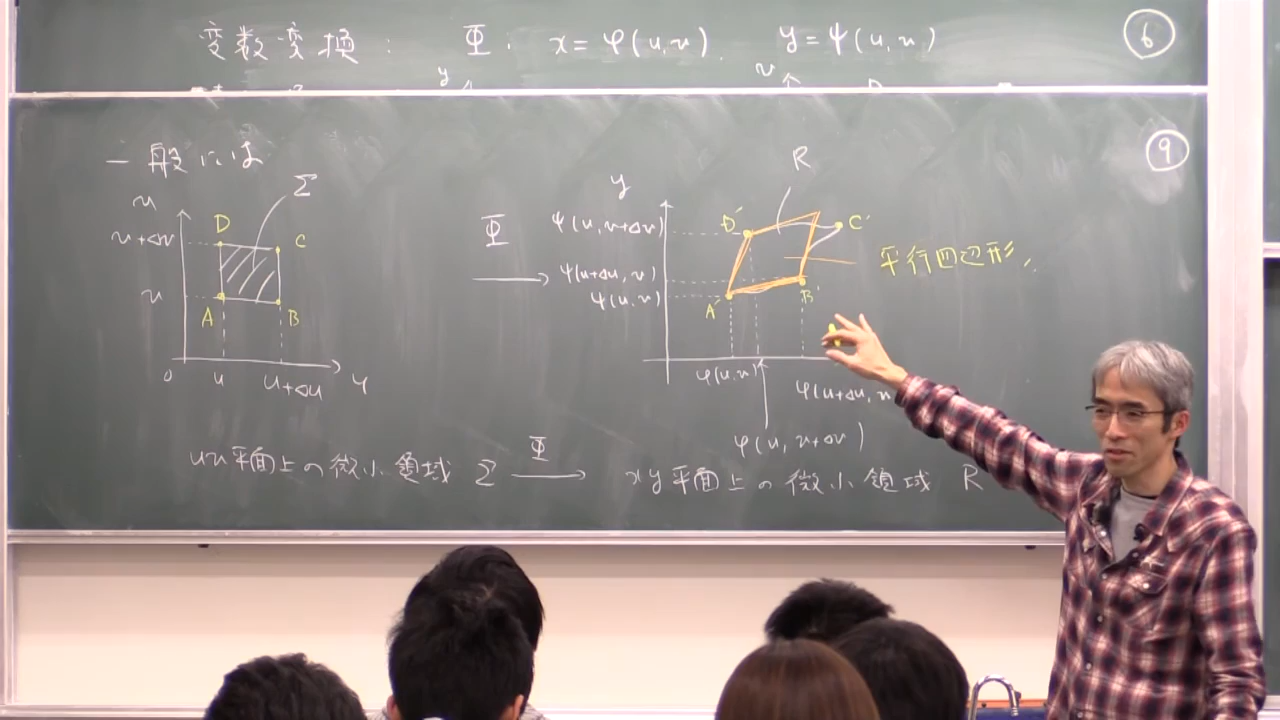 変数変換: Φ: x=φ(u,v). y=ψ(u,v) ⑥
y v
⑨
一般には
Σ
v
D
v+Δv
C
v
A
B
0 u u+Δu u
Φ
R
y
ψ(u,v+Δv)
D′
C′
ψ(u+Δu,v)
ψ(u,v)
A′
B′
平行四辺形
φ(u,v)
φ(u+Δu,v
φ(u,v+Δv)
uv平面上の微小領域 Σ Φ→ xy平面上の微小領域 R